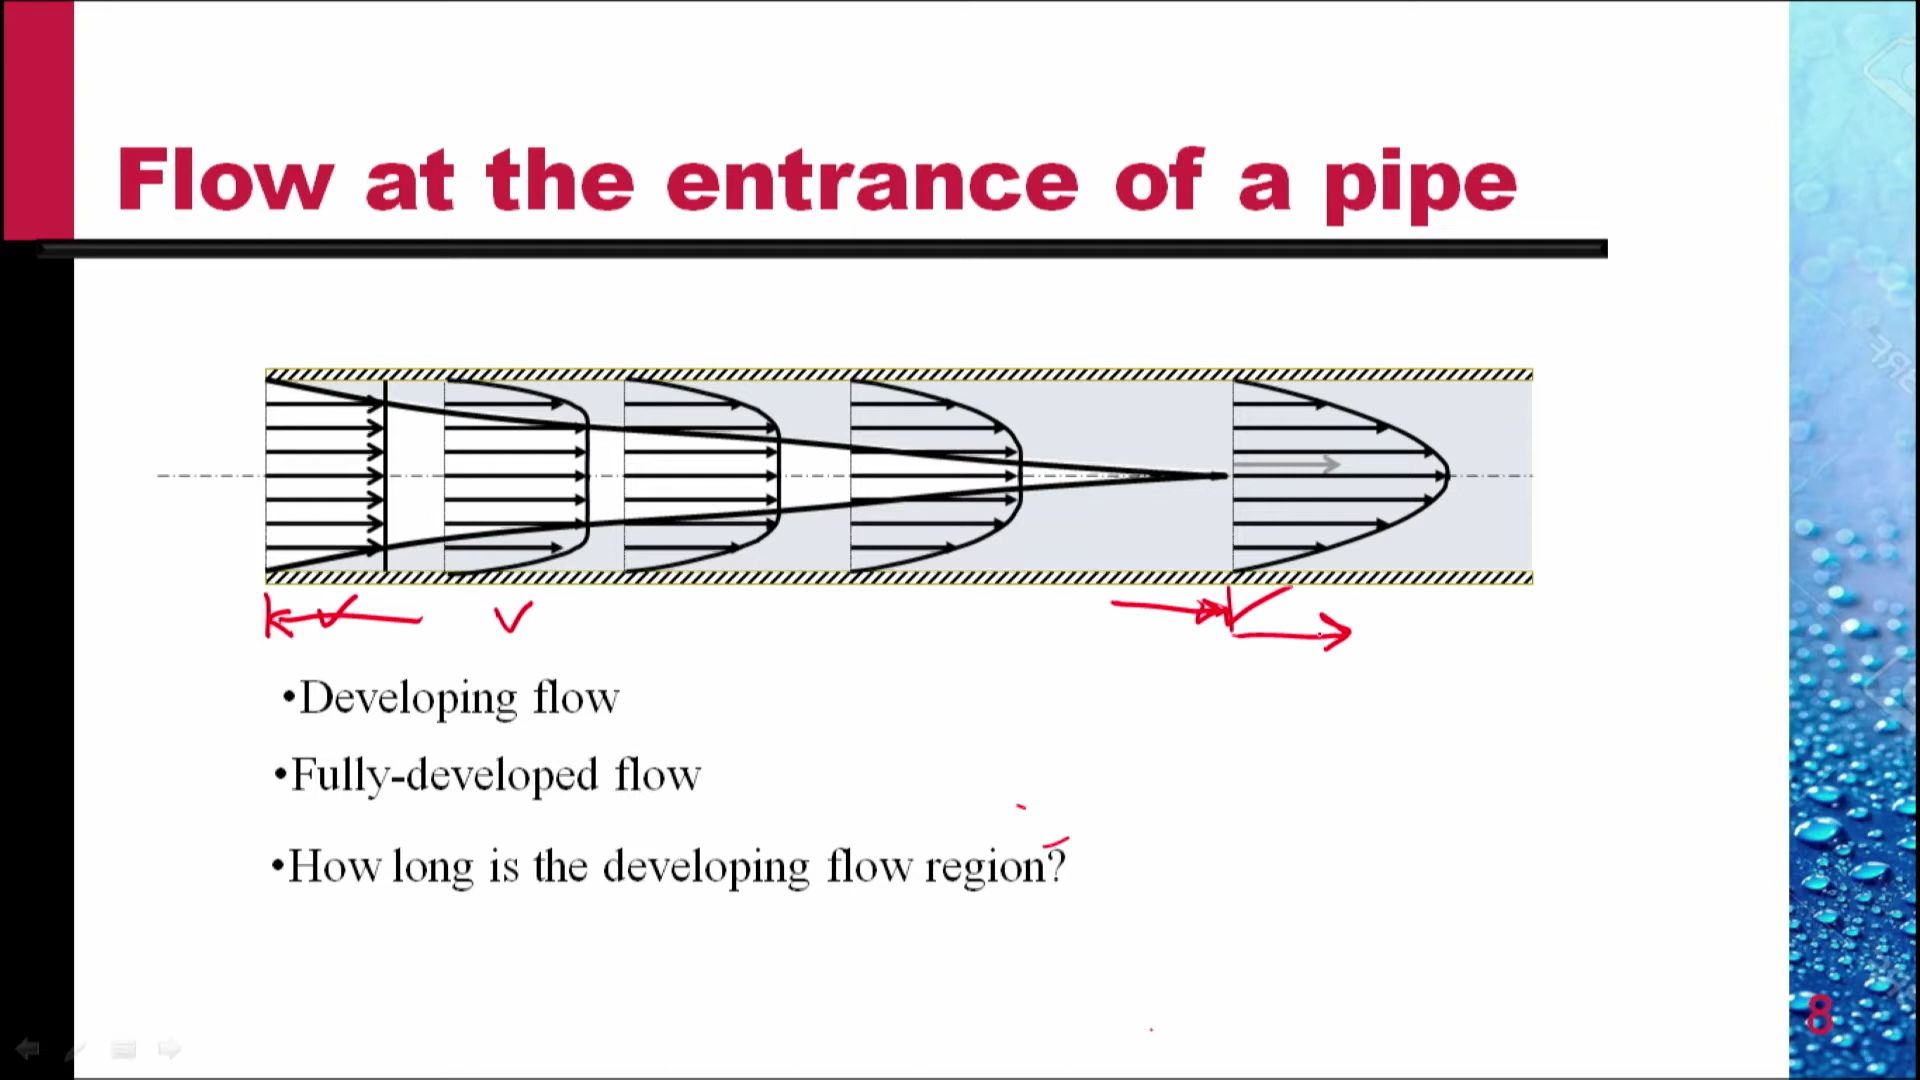 Flow at the entrance of a pipe
•Developing flow
•Fully-developed flow
•How long is the developing flow region?
8